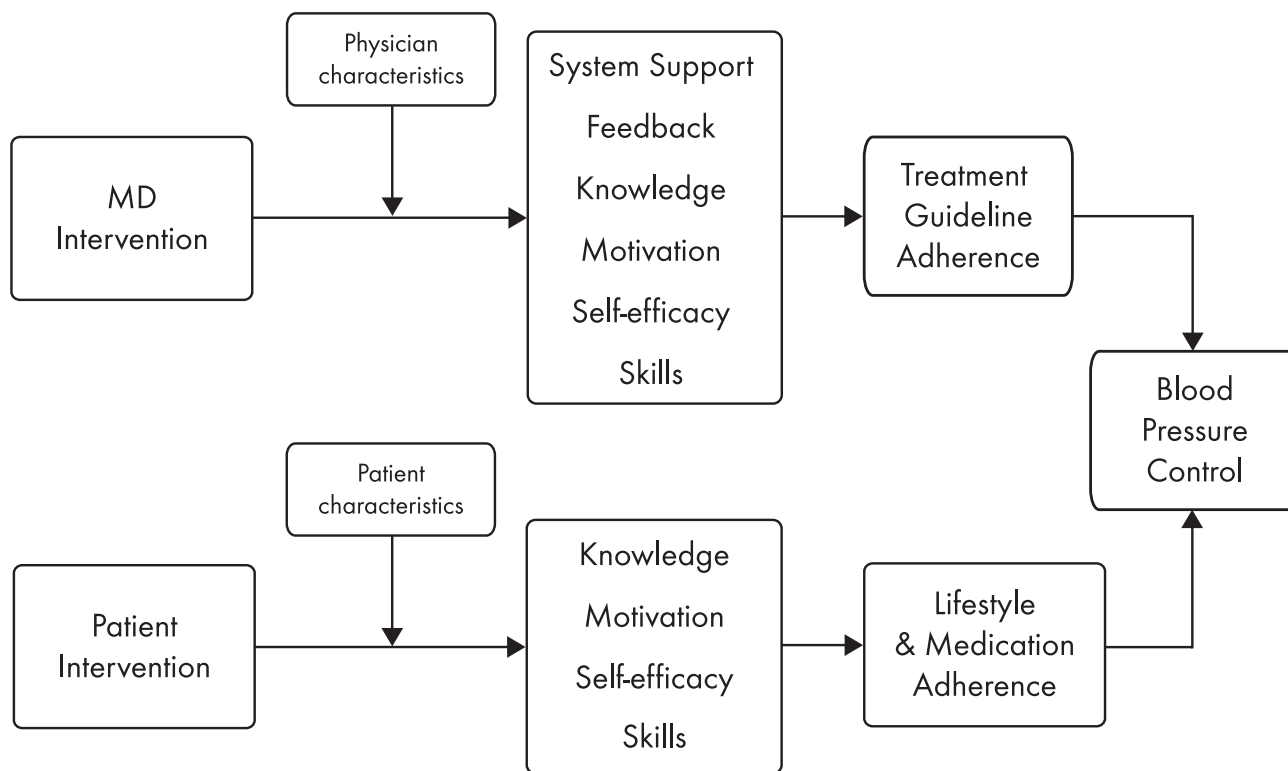 Physician
characteristics
MD
Intervention
System Support
Feedback
Knowledge
Motivation
Self-efficacy
Skills
Treatment
Guideline
Adherence
Blood
Pressure
Control
Patient
characteristics
Patient
Intervention
Knowledge
Motivation
Self-efficacy
Skills
Lifestyle
& Medication
Adherence